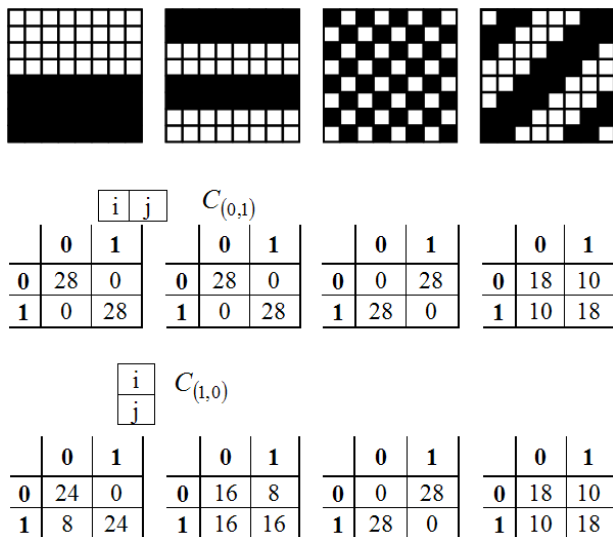 i j C(0,1)
0 1 0 1 0 1 0 1
0 28 0 0 28 0 0 0 28 0 18 10
1 0 28 1 0 28 1 28 0 1 10 18
i
j
C(1,0)
0 1 0 1 0 1 0 1
0 24 0 0 16 8 0 0 28 0 18 10
1 8 24 1 16 16 1 28 0 1 10 18